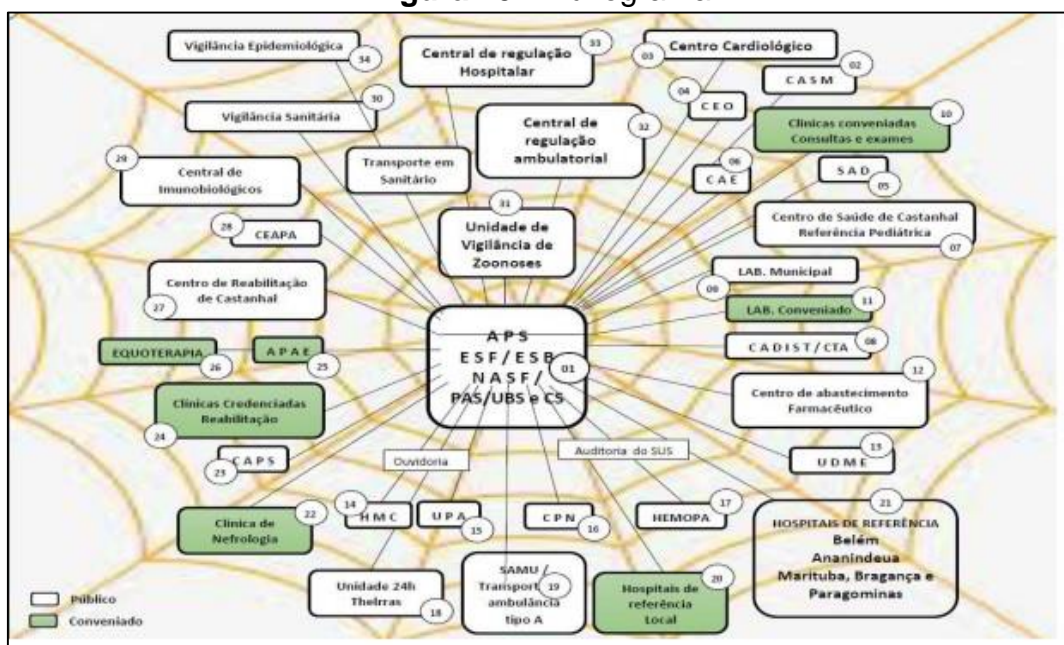 Vigilância Epidemiológica
34
Central de regulação
Hospitalar
33
03
Centro Cardiológico
02
C A S M
04
C E O
10
Clínicas conveniadas
Consultas e exames
30
Vigilância Sanitária
Central de
regulação
ambulatorial
32
29
Central de
Imunobiológicos
Transporte em
Sanitário
06
C A E
S A D
05
31
Unidade de
Vigilância de
Zoonoses
28
CEAPA
Centro de Saúde de Castanhal
Referência Pediátrica
07
Centro de Reabilitação
de Castanhal
27
LAB. Municipal
09
LAB. Conveniado
11
A P S
E S F / E S B
N A S F /
PAS/UBS e CS
01
C A D I S T / CTA
08
EQUOTERAPIA
26
A P A E
25
Centro de abastecimento
Farmacêutico
12
Clínicas Credenciadas
Reabilitação
24
C A P S
23
Ouvidoria
Auditoria do SUS
13
U D M E
22
Clínica de
Nefrologia
14
H M C
U P A
15
C P N
16
17
HEMOPA
21
HOSPITAIS DE REFERÊNCIA
Belém
Ananindeua
Marituba, Bragança e
Paragominas
Unidade 24h
Thelrras
18
SAMU /
19
ambulância
tipo A
20
Hospitais de
referência
Local
Público
Conveniado